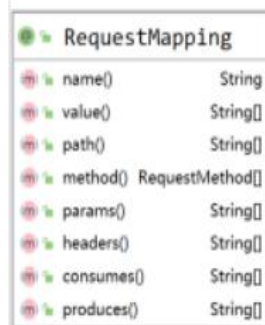 RequestMapping
name() String
value() String[]
path() String[]
method() RequestMethod[]
params() String[]
headers() String[]
consumes() String[]
produces() String[]